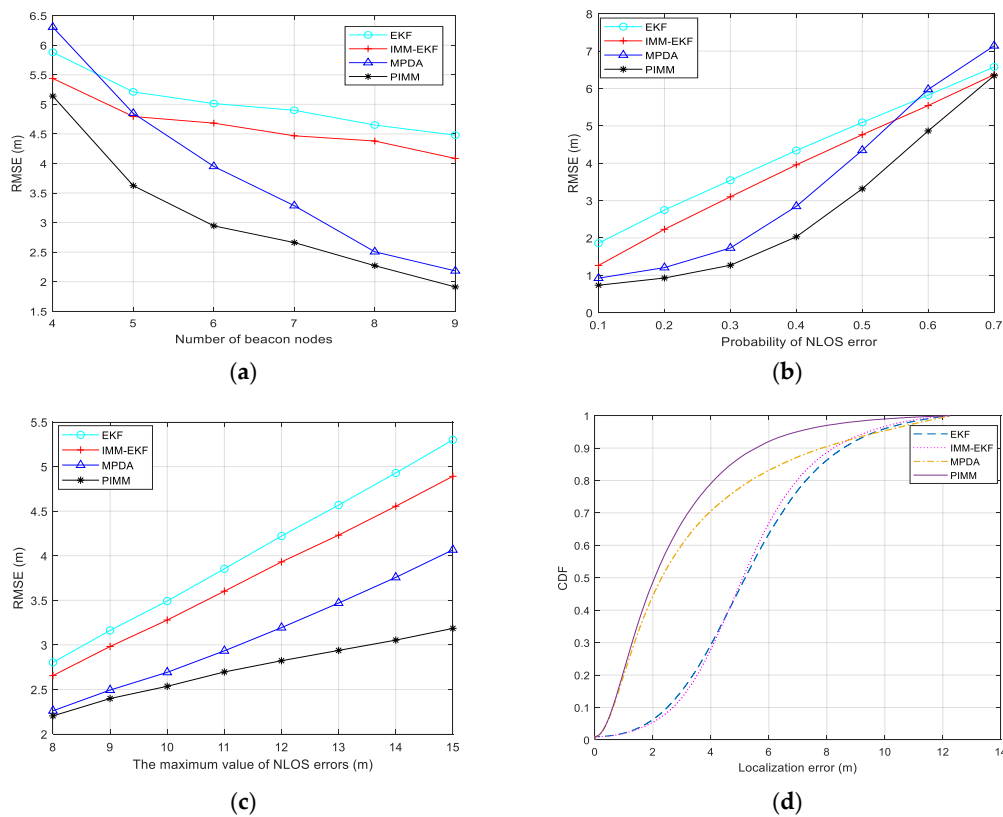 6.5
6
5.5
5
4.5
4
3.5
3
2.5
2
1.5
RMSE (m)
4 5 6 7 8 9
Number of beacon nodes
EKF
IMM-EKF
MPDA
PIMM
(a)
8
7
6
5
4
3
2
1
0
RMSE (m)
0.1 0.2 0.3 0.4 0.5 0.6 0.7
Probability of NLOS error
EKF
IMM-EKF
MPDA
PIMM
(b)
5.5
5
4.5
4
3.5
3
2.5
2
RMSE (m)
8 9 10 11 12 13 14 15
The maximum value of NLOS errors (m)
EKF
IMM-EKF
MPDA
PIMM
(c)
1
0.9
0.8
0.7
0.6
0.5
0.4
0.3
0.2
0.1
0
CDF
0 2 4 6 8 10 12 14
Localization error (m)
EKF
IMM-EKF
MPDA
PIMM
(d)